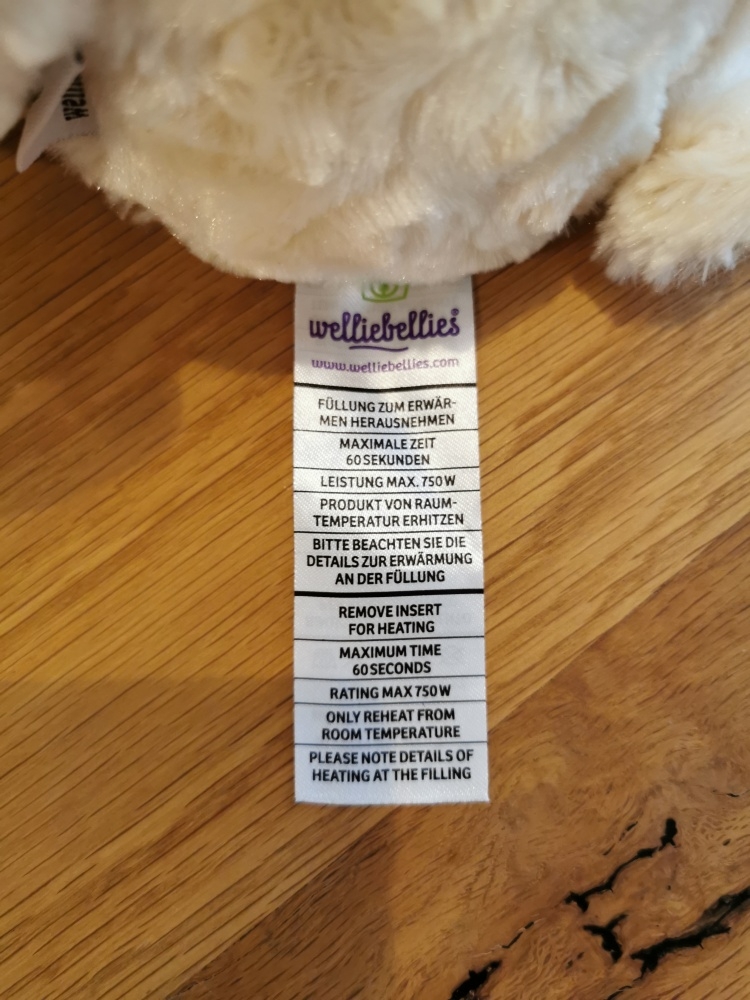 welliebellies®
www.welliebellies.com
FÜLLUNG ZUM ERWÄR-
MEN HERAUSNEHMEN
MAXIMALE ZEIT
60 SEKUNDEN
LEISTUNG MAX. 750 W
PRODUKT VON RAUM-
TEMPERATUR ERHITZEN
BITTE BEACHTEN SIE DIE
DETAILS ZUR ERWÄRMUNG
AN DER FÜLLUNG
REMOVE INSERT
FOR HEATING
MAXIMUM TIME
60 SECONDS
RATING MAX 750 W
ONLY REHEAT FROM
ROOM TEMPERATURE
PLEASE NOTE DETAILS OF
HEATING AT THE FILLING